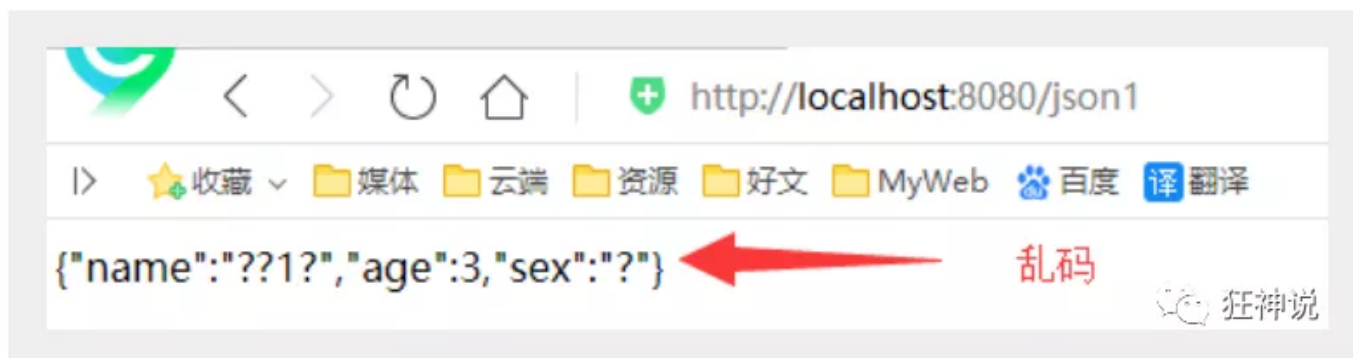 http://localhost:8080/json1
收藏 媒体 云端 资源 好文 MyWeb 百度 译 翻译
{"name":"??1?","age":3,"sex":"?"} 乱码
狂神说